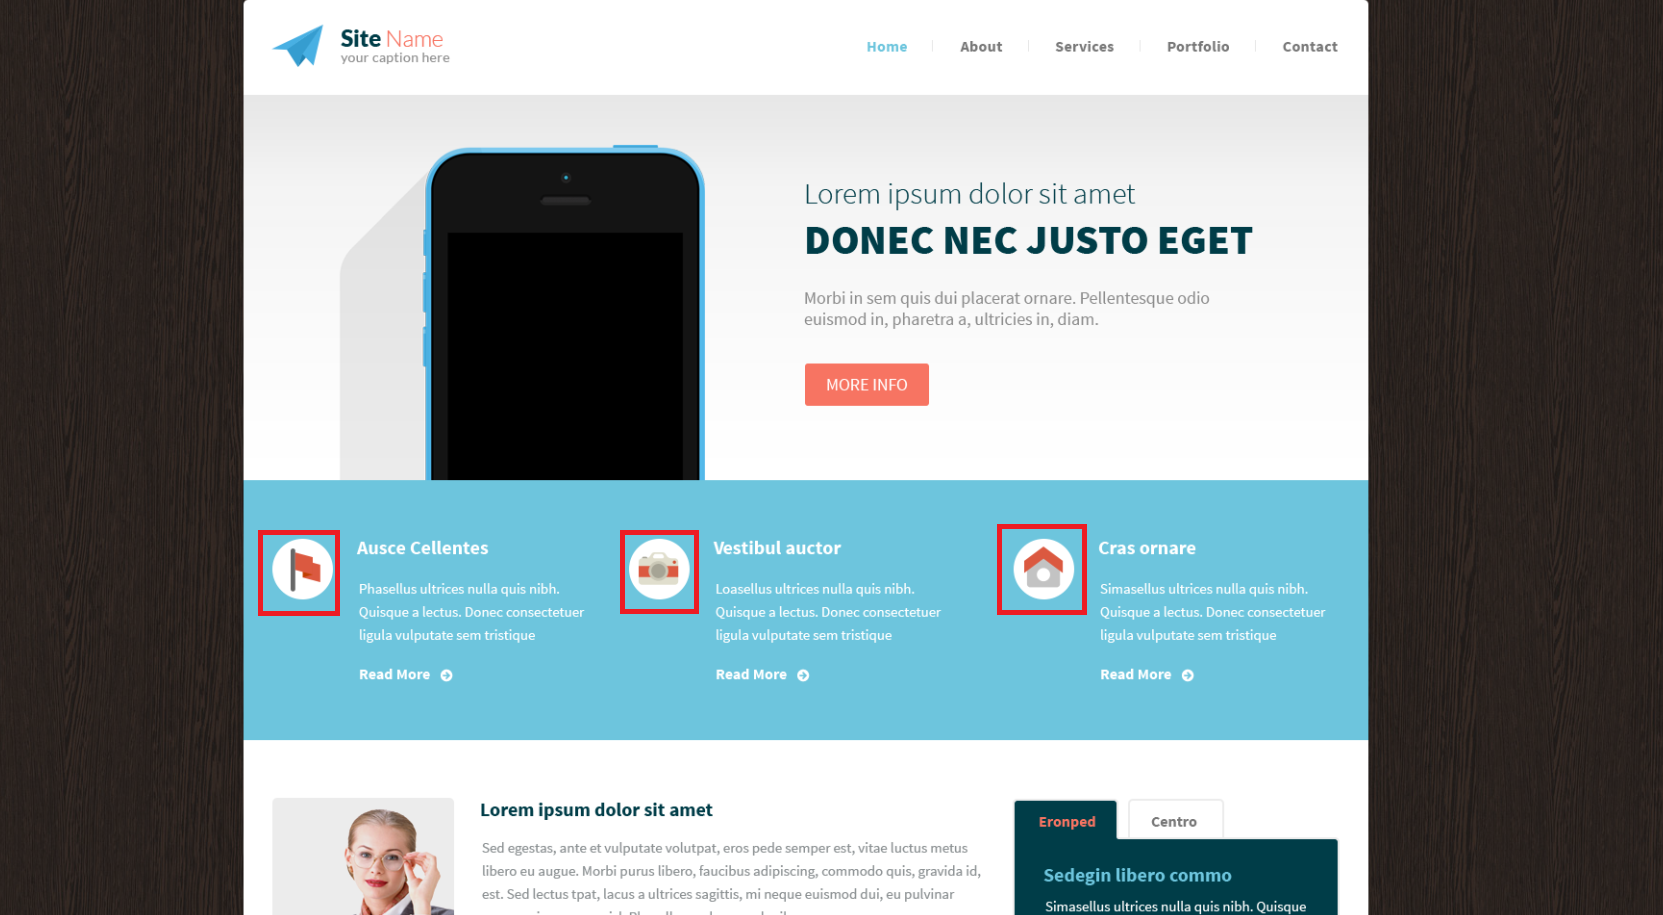 Site Name
your caption here
Home
About
Services
Portfolio
Contact
Lorem ipsum dolor sit amet
DONEC NEC JUSTO EGET
Morbi in sem quis dui placerat ornare. Pellentesque odio
euismod in, pharetra a, ultricies in, diam.
MORE INFO
Ausce Cellentes
Phasellus ultrices nulla quis nibh.
Quisque a lectus. Donec consectetuer
ligula vulputate sem tristique
Read More
Vestibul auctor
Loasellus ultrices nulla quis nibh.
Quisque a lectus. Donec consectetuer
ligula vulputate sem tristique
Read More
Cras ornare
Simasellus ultrices nulla quis nibh.
Quisque a lectus. Donec consectetuer
ligula vulputate sem tristique
Read More
Lorem ipsum dolor sit amet
Sed egestas, ante et vulputate volutpat, eros pede semper est, vitae luctus metus
libero eu augue. Morbi purus libero, faucibus adipiscing, commodo quis, gravida id,
est. Sed lectus tpat, lacus a ultrices sagittis, mi neque euismod dui, eu pulvinar
Eronped
Centro
Sedegin libero commo
Simasellus ultrices nulla quis nibh. Quisque